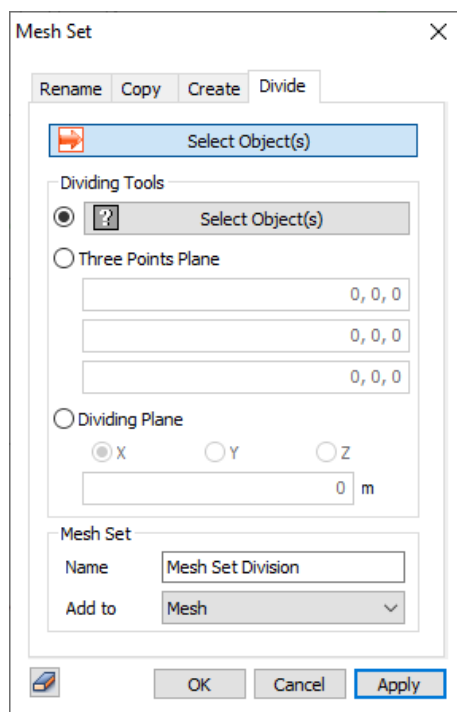 Mesh Set
Rename Copy Create Divide
Select Object(s)
Dividing Tools
? Select Object(s)
Three Points Plane
0, 0, 0
0, 0, 0
0, 0, 0
Dividing Plane
X Y Z
0 m
Mesh Set
Name Mesh Set Division
Add to Mesh
OK Cancel Apply